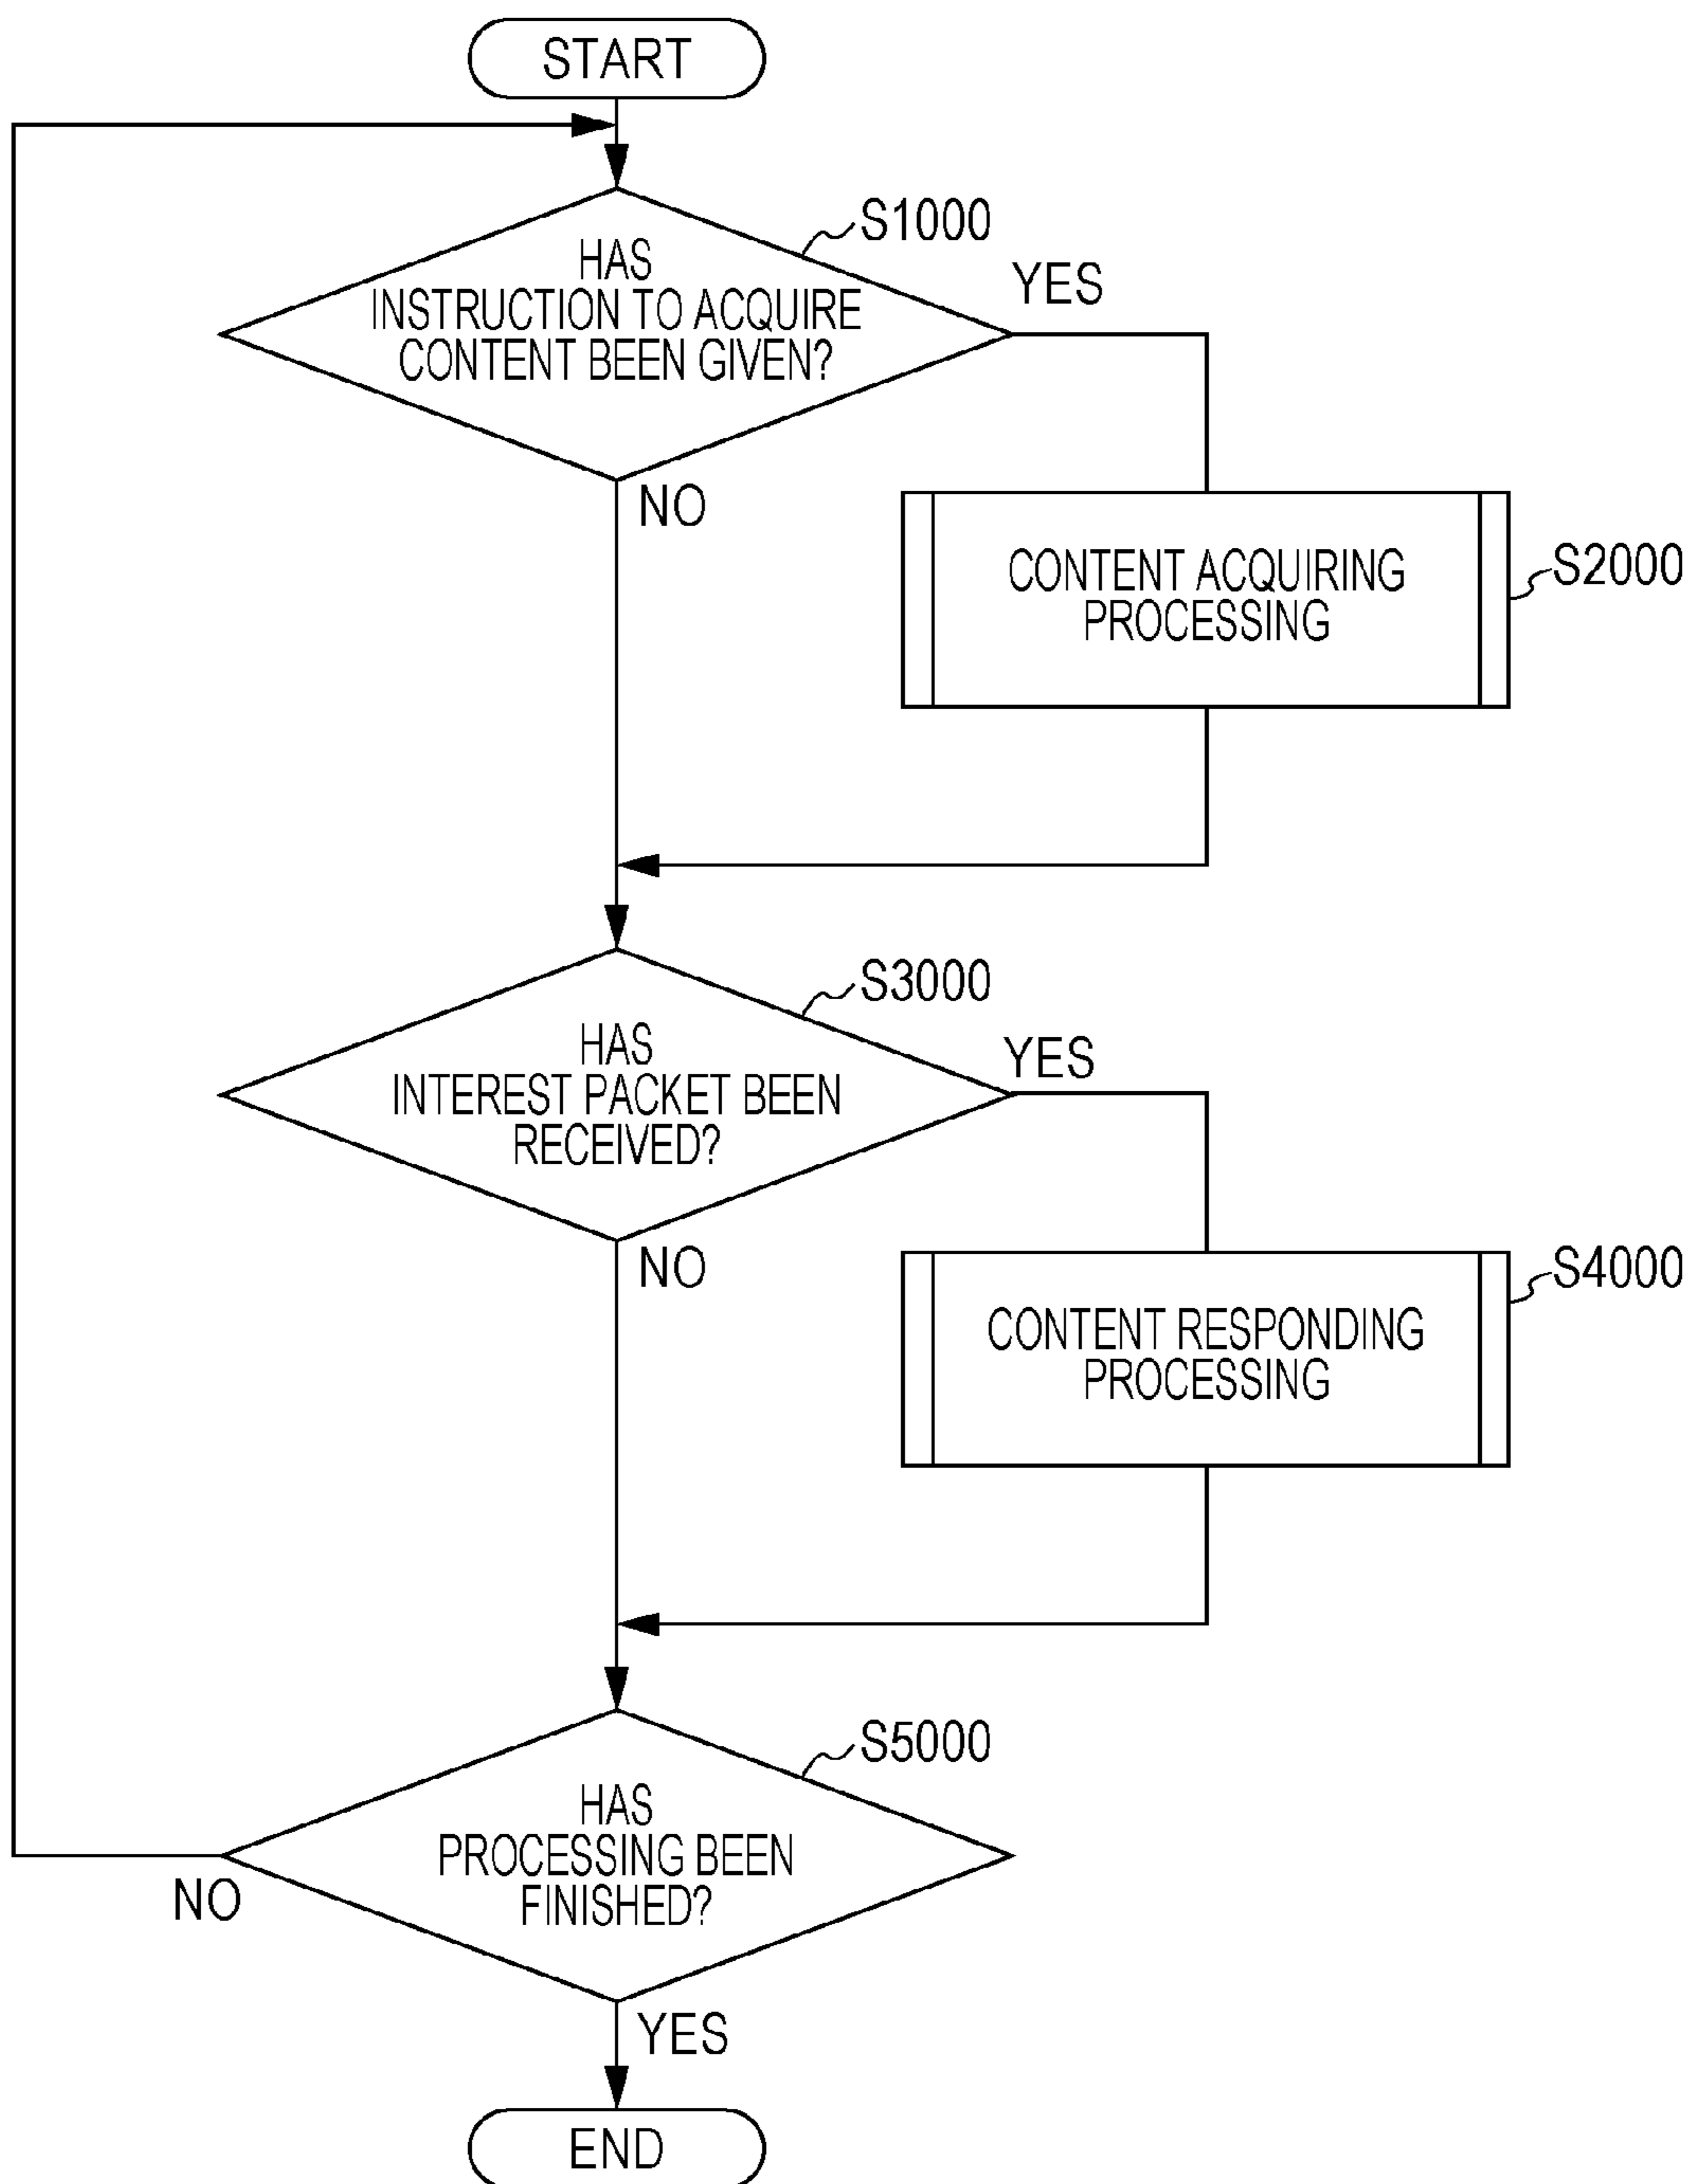 START
S1000
HAS
INSTRUCTION TO ACQUIRE
CONTENT BEEN GIVEN?
YES
NO
CONTENT ACQUIRING
PROCESSING
S2000
S3000
HAS
INTEREST PACKET BEEN
RECEIVED?
YES
NO
CONTENT RESPONDING
PROCESSING
S4000
S5000
HAS
PROCESSING BEEN
FINISHED?
NO
YES
END